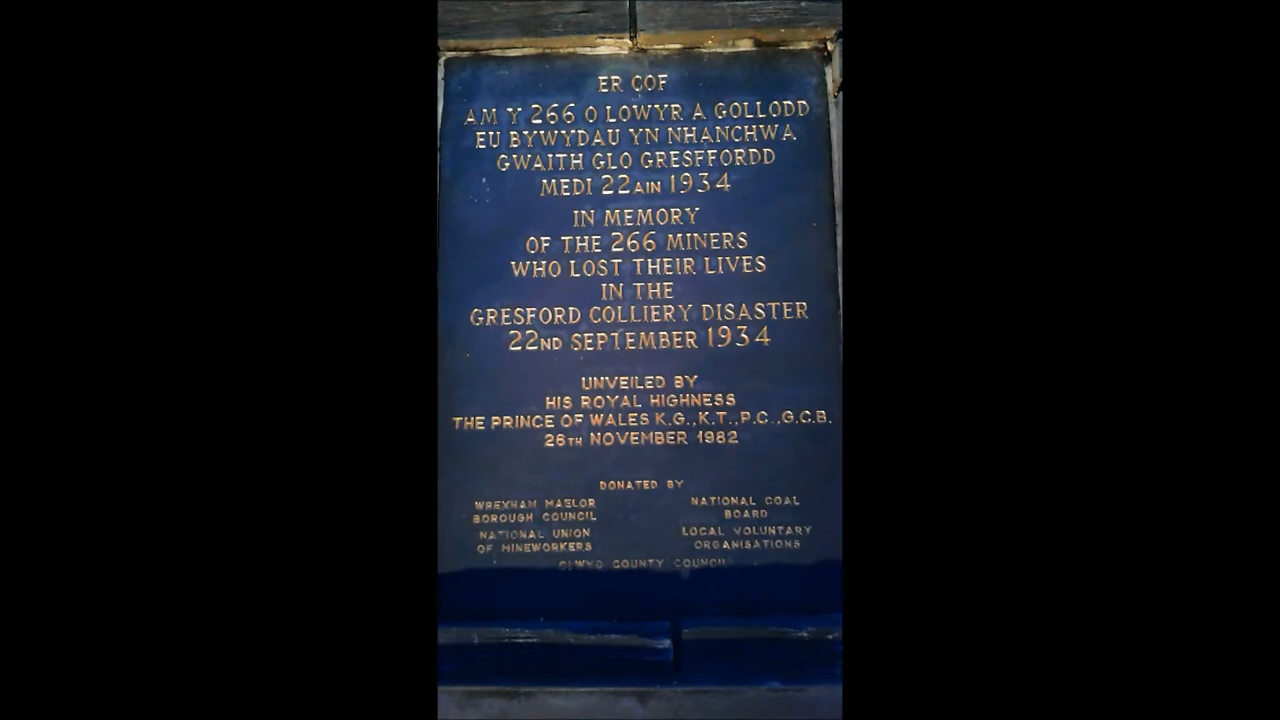 ER COF
AM Y 266 O LOWYR A GOLLODD
EU BYWYDAU YN NHANCHWA
GWAITH GLO GRESFFORDD
MEDI 22AIN 1934
IN MEMORY
OF THE 266 MINERS
WHO LOST THEIR LIVES
IN THE
GRESFORD COLLIERY DISASTER
22ND SEPTEMBER 1934
UNVEILED BY
HIS ROYAL HIGHNESS
THE PRINCE OF WALES K.G.,K.T.,P.C.,G.C.B.
26TH NOVEMBER 1982
DONATED BY
WREXHAM MAELOR
BOROUGH COUNCIL
NATIONAL COAL
BOARD
NATIONAL UNION
OF MINEWORKERS
LOCAL VOLUNTARY
ORGANISATIONS
CLWYD COUNTY COUNCIL